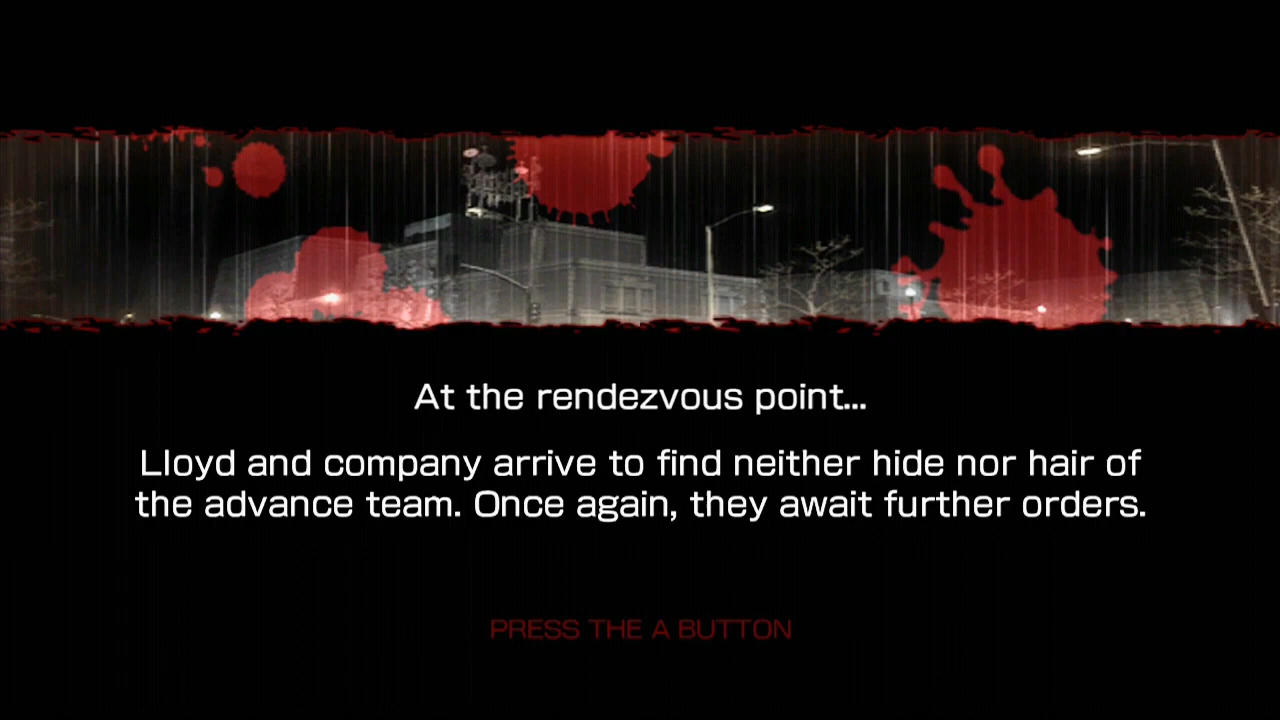 At the rendezvous point...
Lloyd and company arrive to find neither hide nor hair of
the advance team. Once again, they await further orders.
PRESS THE A BUTTON